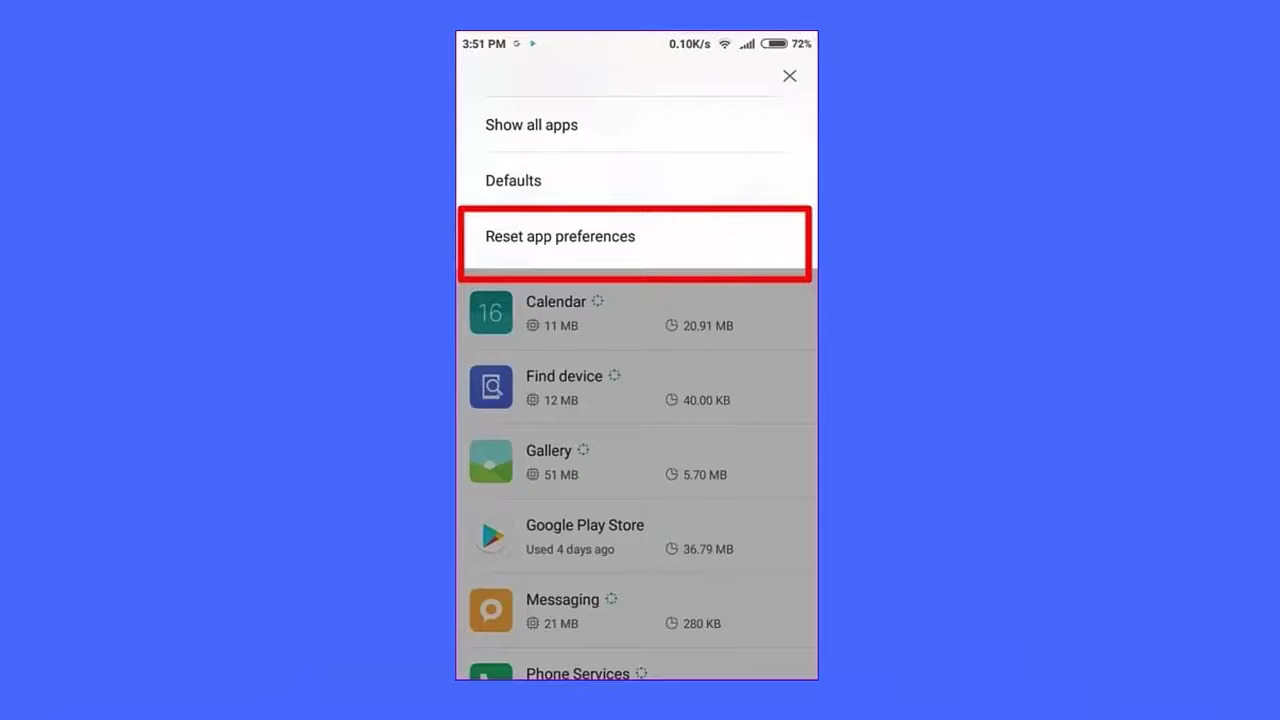 3:51 PM G 0.10K/s 72%
Show all apps
Defaults
Reset app preferences
16
Calendar
11 MB 20.91 MB
Find device
12 MB 40.00 KB
Gallery
51 MB 5.70 MB
Google Play Store
Used 4 days ago 36.79 MB
Messaging
21 MB 280 KB
Phone Services